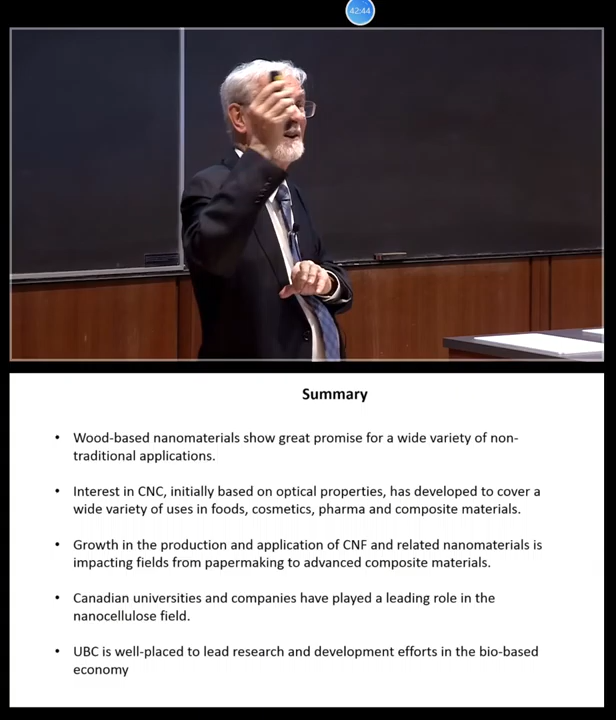 42:44
Summary
• Wood-based nanomaterials show great promise for a wide variety of non-
traditional applications.
• Interest in CNC, initially based on optical properties, has developed to cover a
wide variety of uses in foods, cosmetics, pharma and composite materials.
• Growth in the production and application of CNF and related nanomaterials is
impacting fields from papermaking to advanced composite materials.
• Canadian universities and companies have played a leading role in the
nanocellulose field.
• UBC is well-placed to lead research and development efforts in the bio-based
economy